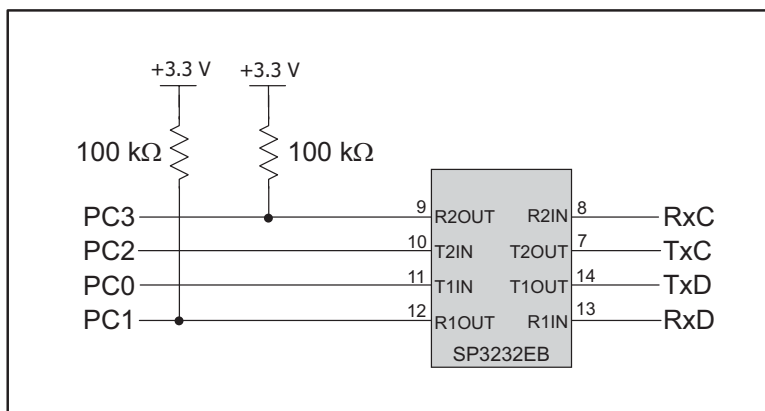 +3.3 V +3.3 V
100 kΩ 100 kΩ
PC3 9 R2OUT R2IN 8 RxC
PC2 10 T2IN T2OUT 7 TxC
PC0 11 T1IN T1OUT 14 TxD
PC1 12 R1OUT R1IN 13 RxD
SP3232EB